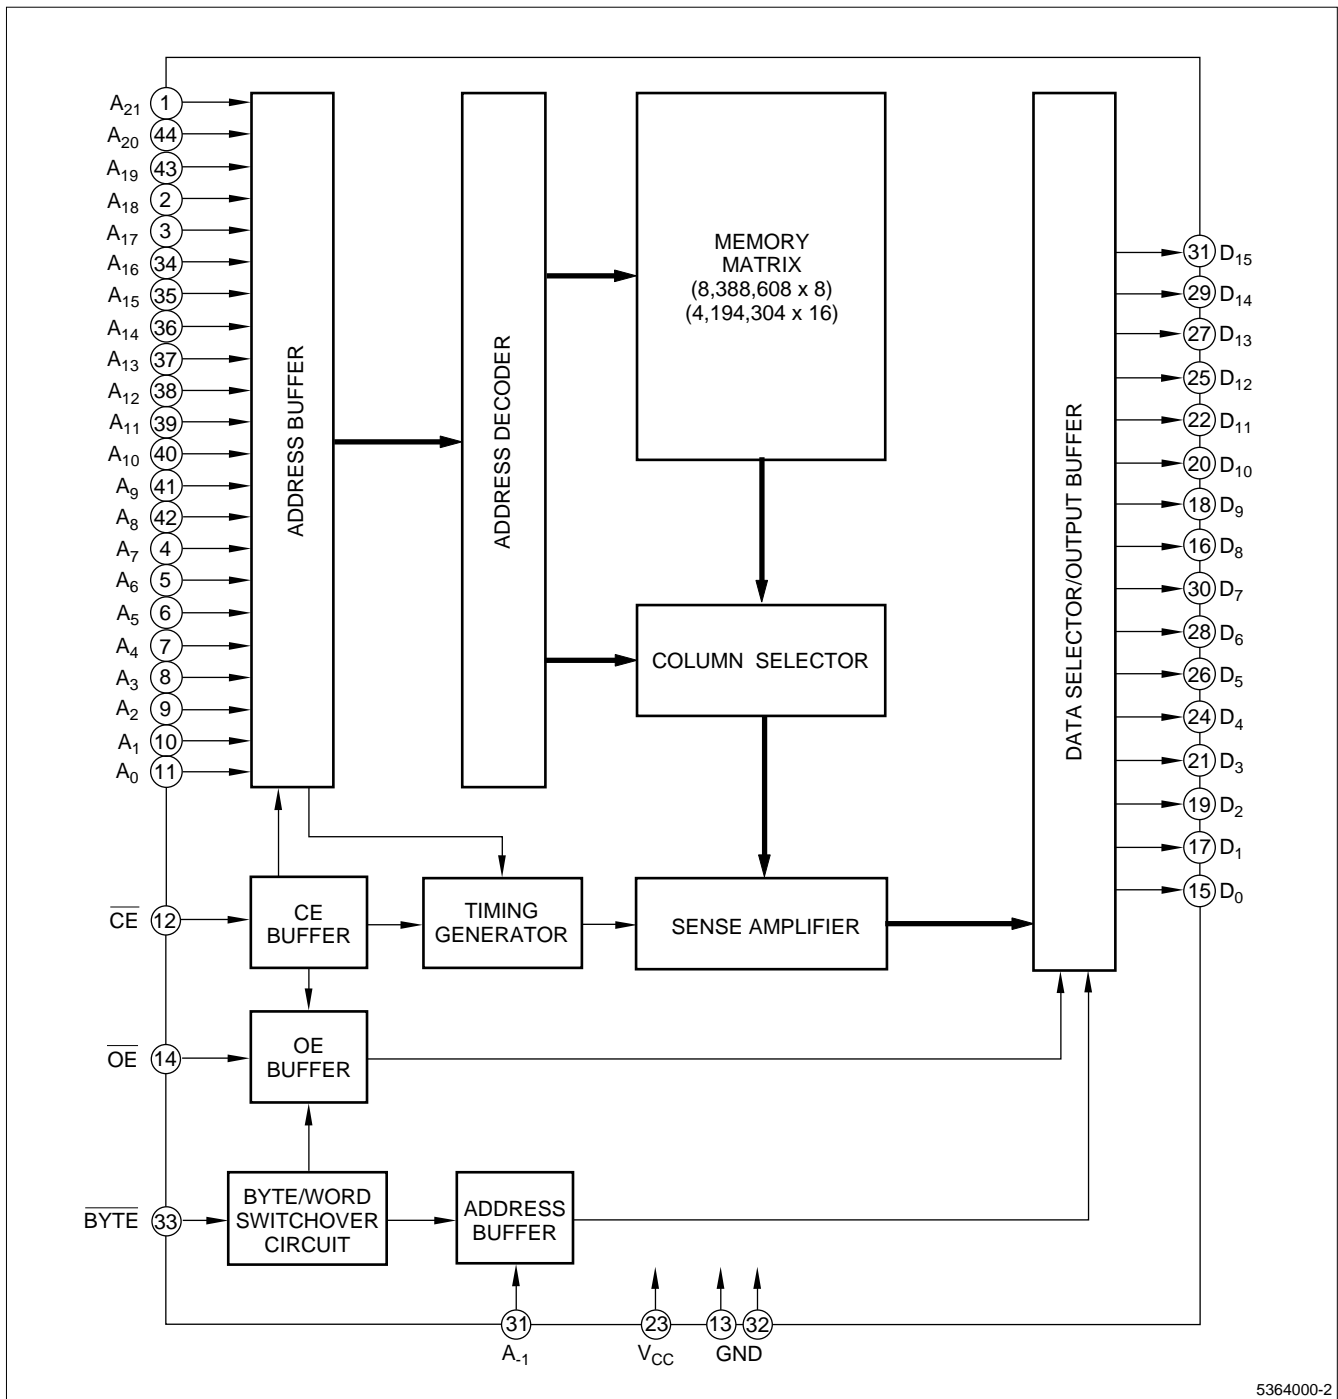 A21 1
A20 44
A19 43
A18 2
A17 3
A16 34
A15 35
A14 36
A13 37
A12 38
A11 39
A10 40
A9 41
A8 42
A7 4
A6 5
A5 6
A4 7
A3 8
A2 9
A1 10
A0 11
ADDRESS BUFFER
ADDRESS DECODER
MEMORY
MATRIX
(8,388,608 x 8)
(4,194,304 x 16)
COLUMN SELECTOR
DATA SELECTOR/OUTPUT BUFFER
31 D15
29 D14
27 D13
25 D12
22 D11
20 D10
18 D9
16 D8
30 D7
28 D6
26 D5
24 D4
21 D3
19 D2
17 D1
15 D0
CE 12
CE
BUFFER
TIMING
GENERATOR
SENSE AMPLIFIER
OE 14
OE
BUFFER
BYTE 33
BYTE/WORD
SWITCHOVER
CIRCUIT
ADDRESS
BUFFER
31 23 13 32
A-1 VCC GND
5364000-2